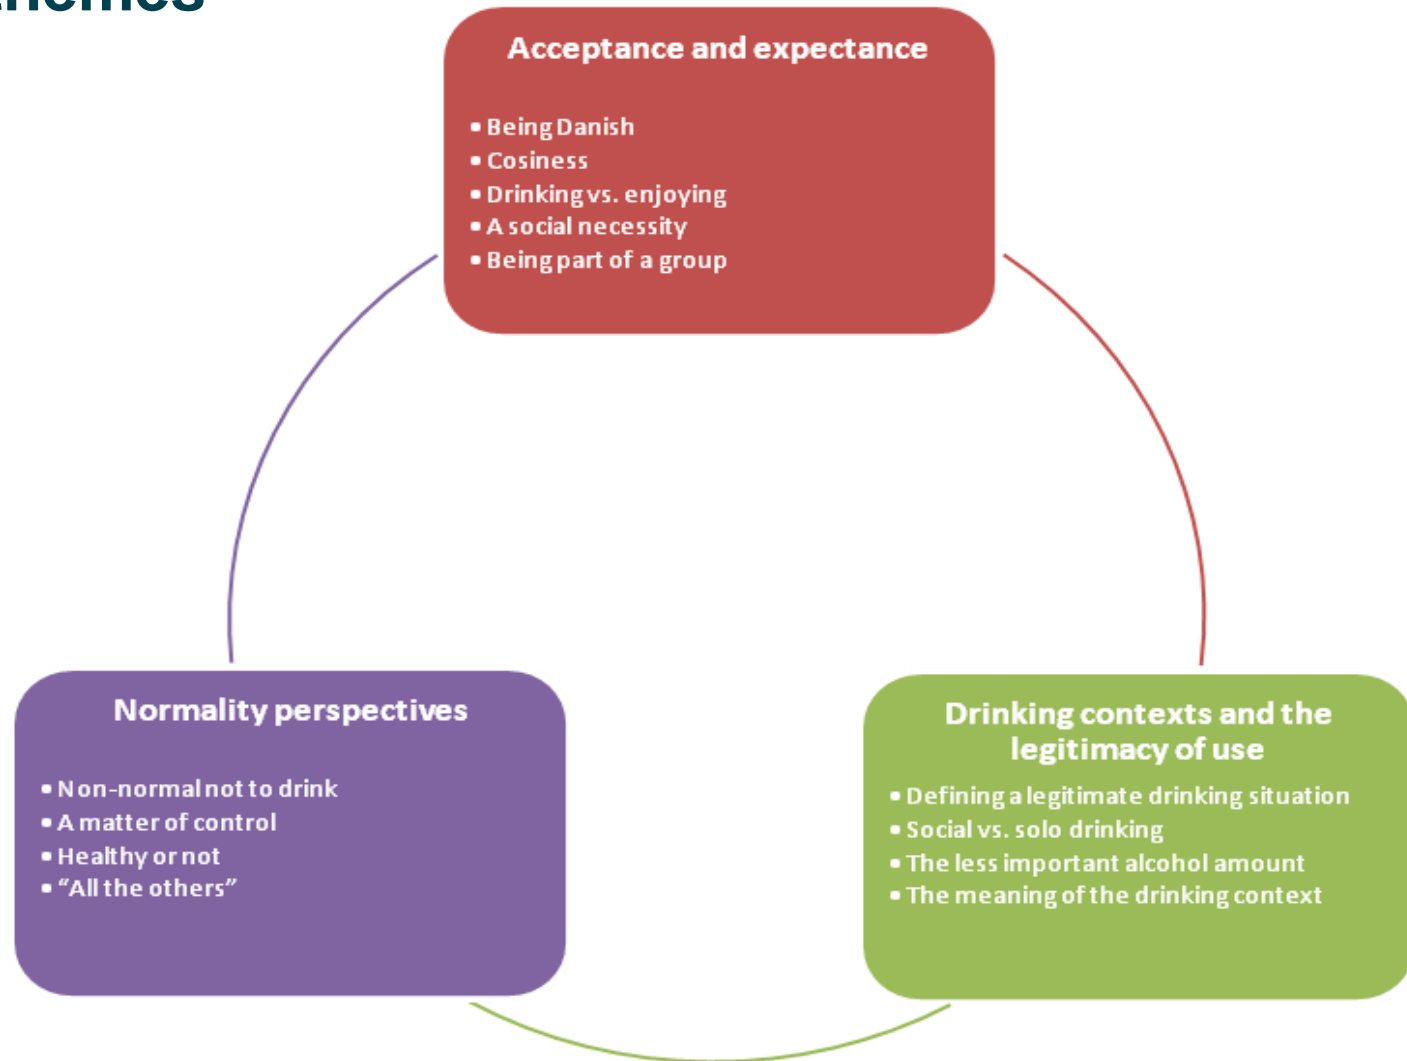 Acceptance and expectance
• Being Danish
• Cosiness
• Drinking vs. enjoying
• A social necessity
• Being part of a group
Normality perspectives
• Non-normal not to drink
• A matter of control
• Healthy or not
• “All the others”
Drinking contexts and the
legitimacy of use
• Defining a legitimate drinking situation
• Social vs. solo drinking
• The less important alcohol amount
• The meaning of the drinking context